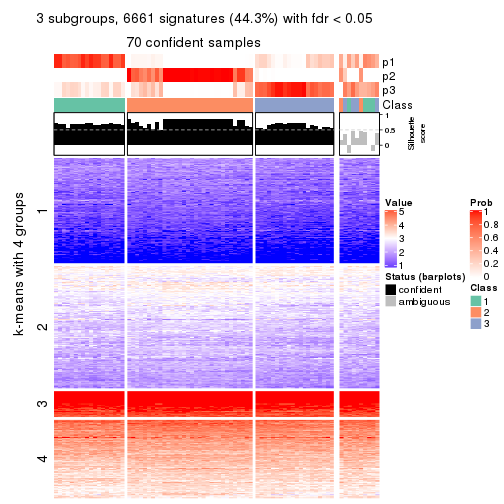 3 subgroups, 6661 signatures (44.3%) with fdr < 0.05
70 confident samples
p1
p2
p3
Class
1
0.5
0
Silhouette
score
k-means with 4 groups
1
2
3
4
Value
5
4
3
2
1
Status (barplots)
confident
ambiguous
Prob
1
0.8
0.6
0.4
0.2
0
Class
1
2
3